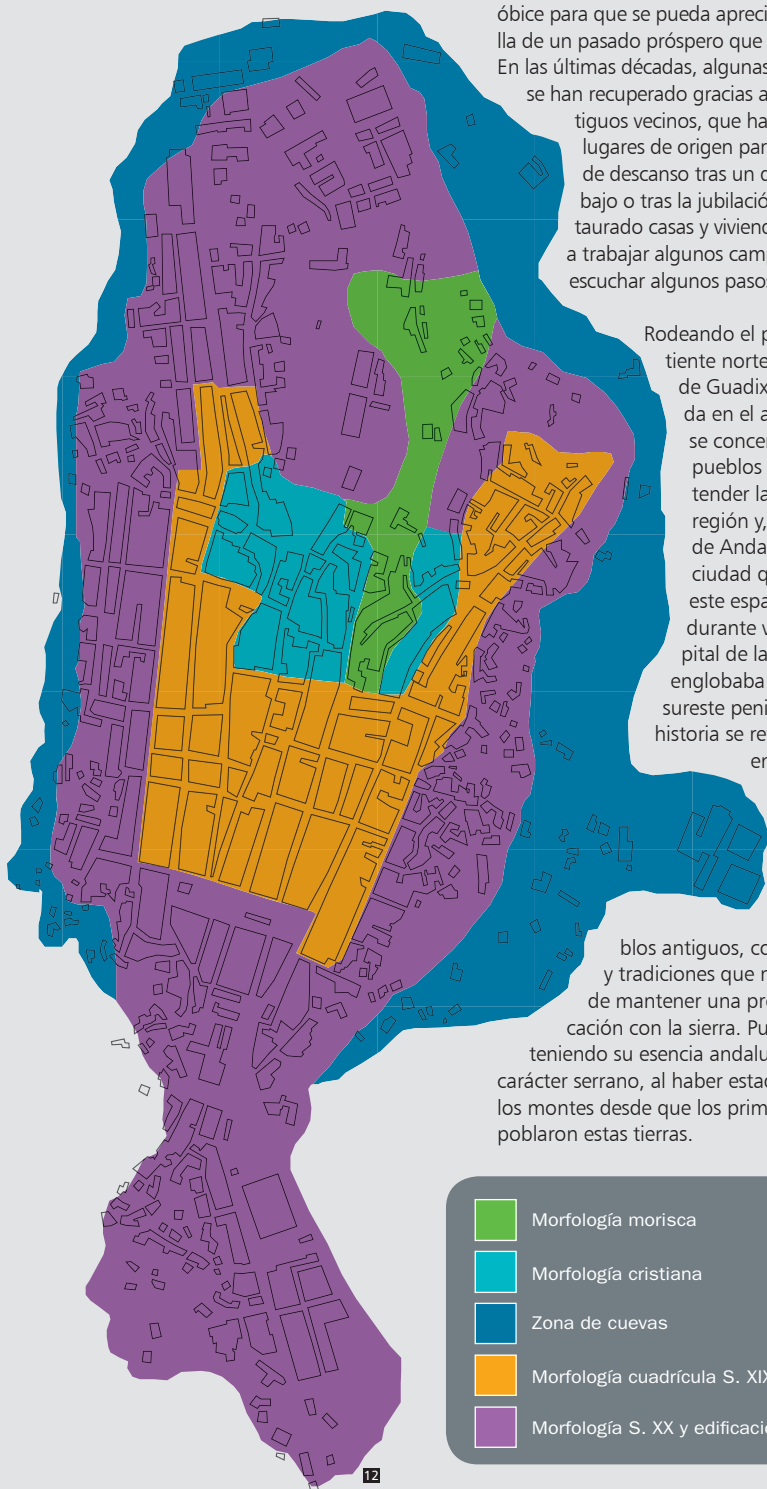 óbice para que se pueda apreci
lla de un pasado próspero que
En las últimas décadas, algunas
se han recuperado gracias a
tiguos vecinos, que ha
lugares de origen par
de descanso tras un d
bajo o tras la jubilació
taurado casas y viviend
a trabajar algunos cam
escuchar algunos pasos
Rodeando el p
tiente norte
de Guadix
da en el a
se concer
pueblos
tender la
región y,
de Anda
ciudad q
este espa
durante v
pital de la
englobaba
sureste peni
historia se re
er
blos antiguos, co
y tradiciones que
de mantener una pro
cación con la sierra. Pu
teniendo su esencia andalu
carácter serrano, al haber estad
los montes desde que los prim
poblaron estas tierras.
Morfología morisca
Morfología cristiana
Zona de cuevas
Morfología cuadrícula S. XIX
Morfología S. XX y edificaci
12